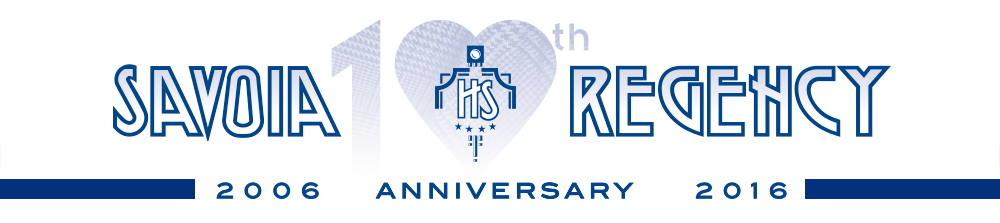 SAVOIA 10th REGENCY
HS
2006 ANNIVERSARY 2016